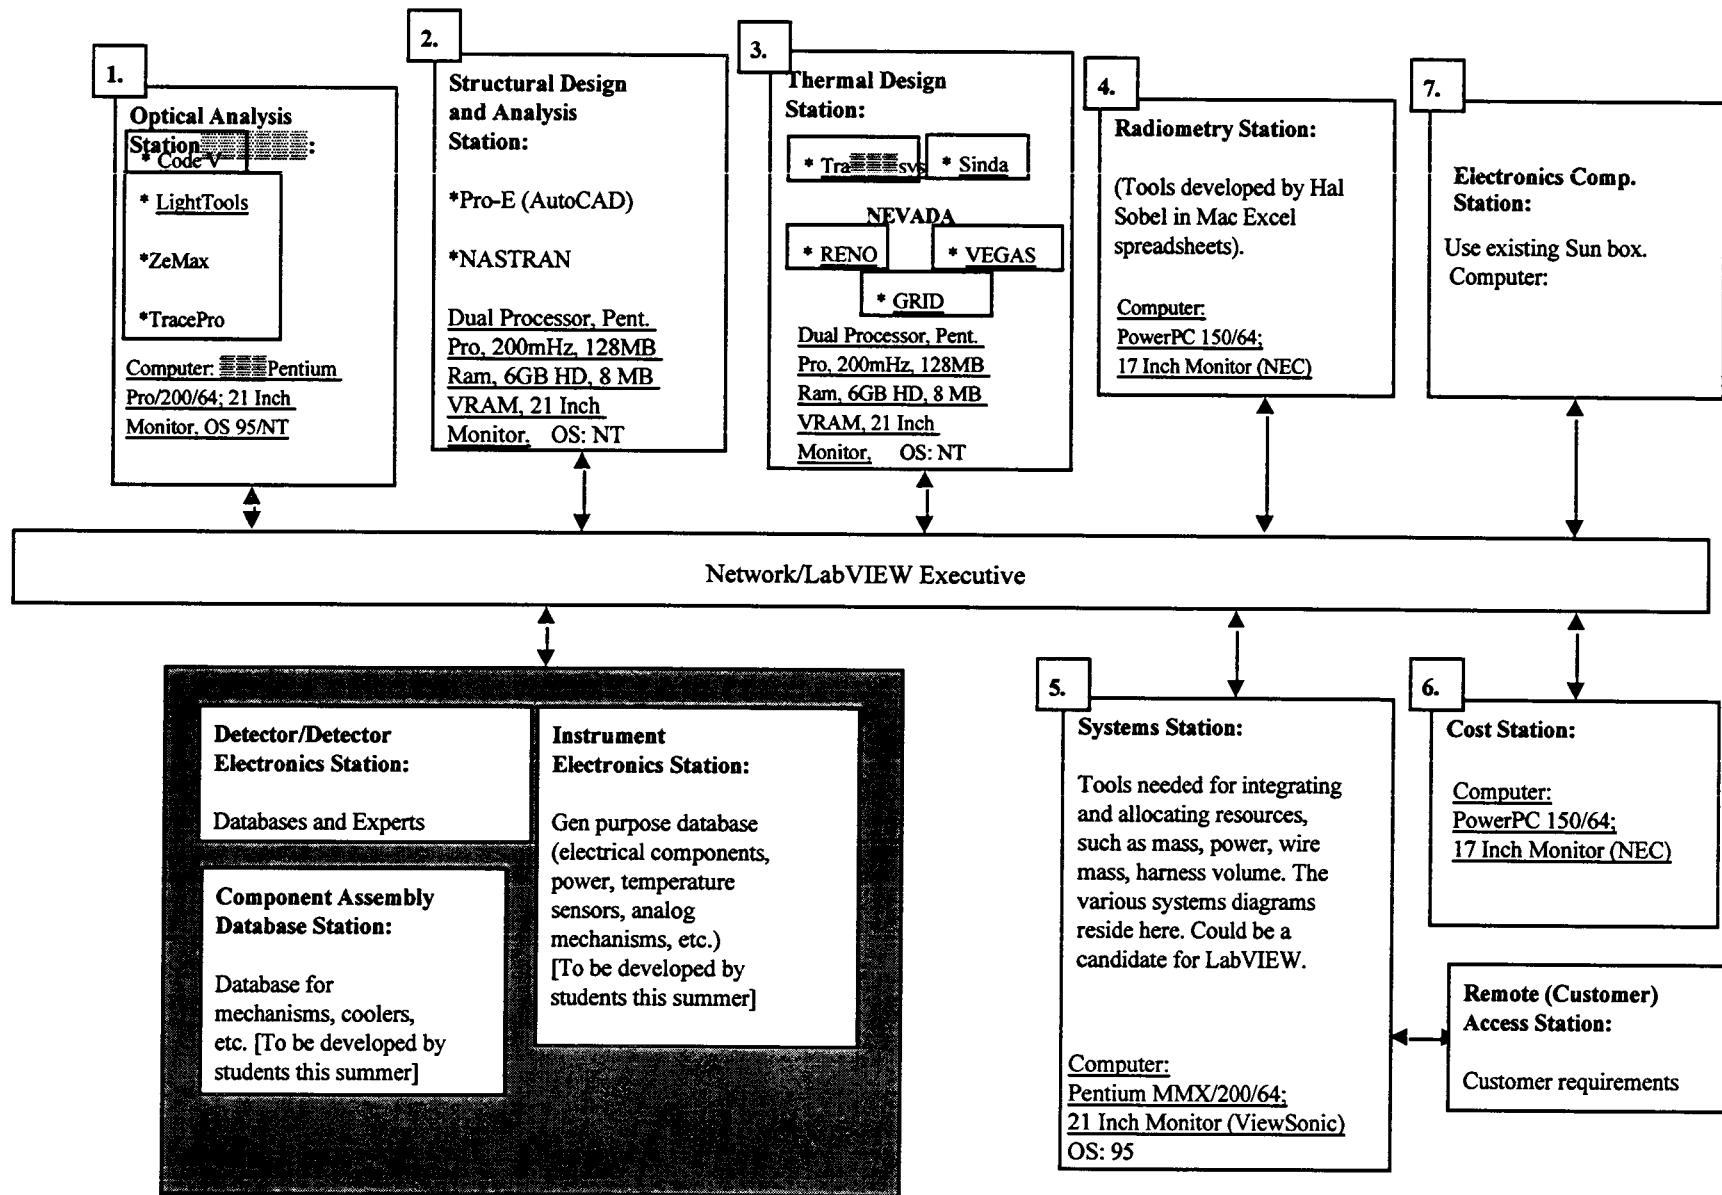 1.
Optical Analysis
Station :
* Code V
* LightTools
*ZeMax
*TracePro
Computer: Pentium
Pro/200/64; 21 Inch
Monitor, OS 95/NT
2.
Structural Design
and Analysis
Station:
*Pro-E (AutoCAD)
*NASTRAN
Dual Processor, Pent.
Pro, 200mHz, 128MB
Ram, 6GB HD, 8 MB
VRAM, 21 Inch
Monitor, OS: NT
3.
Thermal Design
Station:
* Sinda
NEVADA
* RENO
* VEGAS
* GRID
Dual Processor, Pent.
Pro, 200mHz, 128MB
Ram, 6GB HD, 8 MB
VRAM, 21 Inch
Monitor, OS: NT
4.
Radiometry Station:
(Tools developed by Hal
Sobel in Mac Excel
spreadsheets).
Computer:
PowerPC 150/64;
17 Inch Monitor (NEC)
7.
Electronics Comp.
Station:
Use existing Sun box.
Computer:
Network/LabVIEW Executive
Detector/Detector
Electronics Station:
Databases and Experts
Component Assembly
Database Station:
Database for
mechanisms, coolers,
etc. [To be developed by
students this summer]
Instrument
Electronics Station:
Gen purpose database
(electrical components,
power, temperature
sensors, analog
mechanisms, etc.)
[To be developed by
students this summer]
5.
Systems Station:
Tools needed for integrating
and allocating resources,
such as mass, power, wire
mass, harness volume. The
various systems diagrams
reside here. Could be a
candidate for LabVIEW.
Computer:
Pentium MMX/200/64;
21 Inch Monitor (ViewSonic)
OS: 95
6.
Cost Station:
Computer:
PowerPC 150/64;
17 Inch Monitor (NEC)
Remote (Customer)
Access Station:
Customer requirements